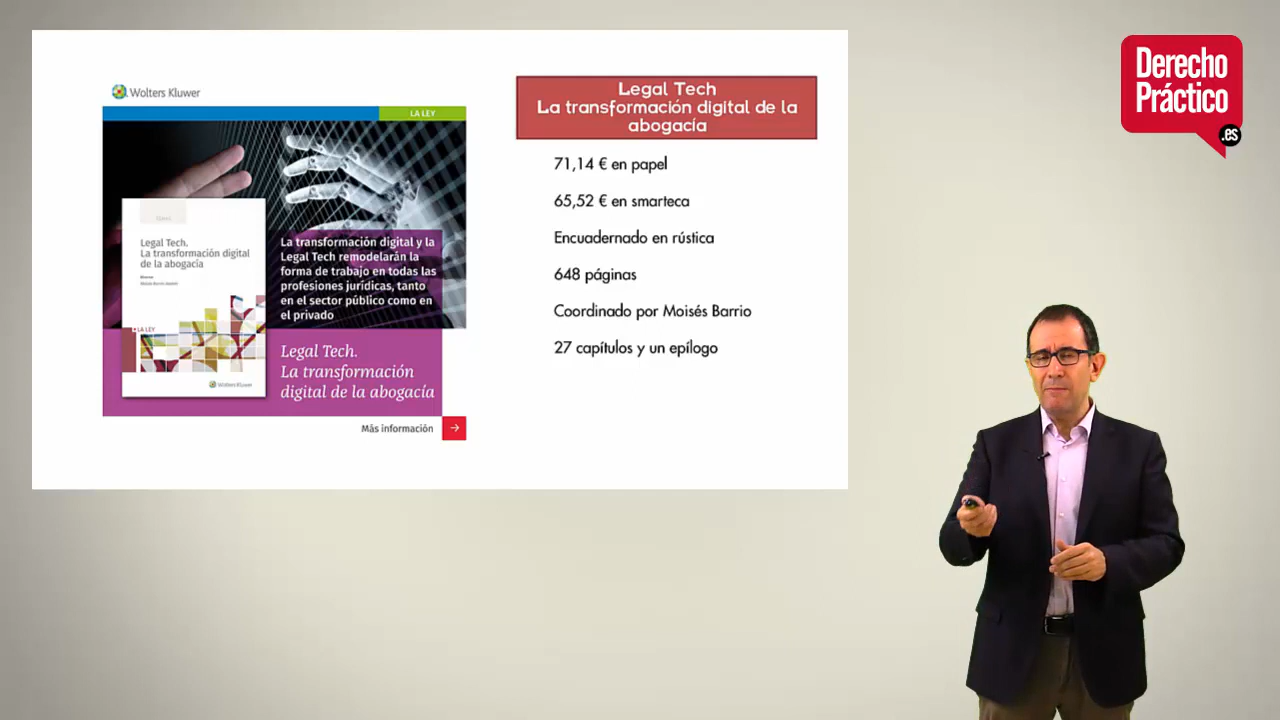 Wolters Kluwer
LA LEY
Legal Tech.
La transformación digital
de la abogacía
LA LEY
Wolters Kluwer
La transformación digital y la
Legal Tech remodelarán la
forma de trabajo en todas las
profesiones jurídicas, tanto
en el sector público como en
el privado
Legal Tech.
La transformación
digital de la abogacía
Más información
Legal Tech
La transformación digital de la
abogacía
71,14 € en papel
65,52 € en smarteca
Encuadernado en rústica
648 páginas
Coordinado por Moisés Barrio
27 capítulos y un epílogo
Derecho
Práctico
.es